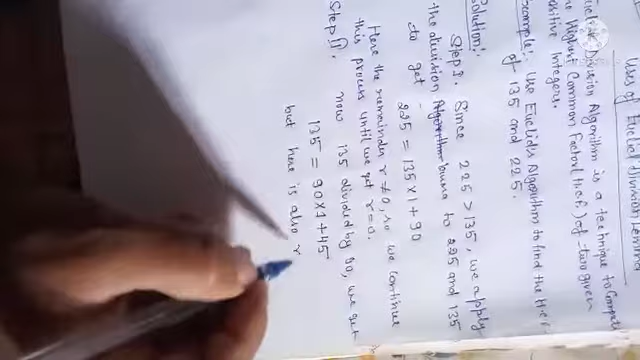 Uses of Euclid division Lemma
Euclid Division Algorithm is a technique to Compute
the Highest Common Factor (H.C.F.) of two given
positive Integers.
Example:- Use Euclid's Algorithm to find the H.C.F
of 135 and 225.
Solution:-
Step I. Since 225 > 135, we apply
the division lemma to 225 and 135
to get -
225 = 135 x 1 + 90
Here the remainder r ≠ 0, so we continue
this process until we get r = 0.
Step II. now 135 divided by 90, we get
135 = 90 x 1 + 45
but here is also r